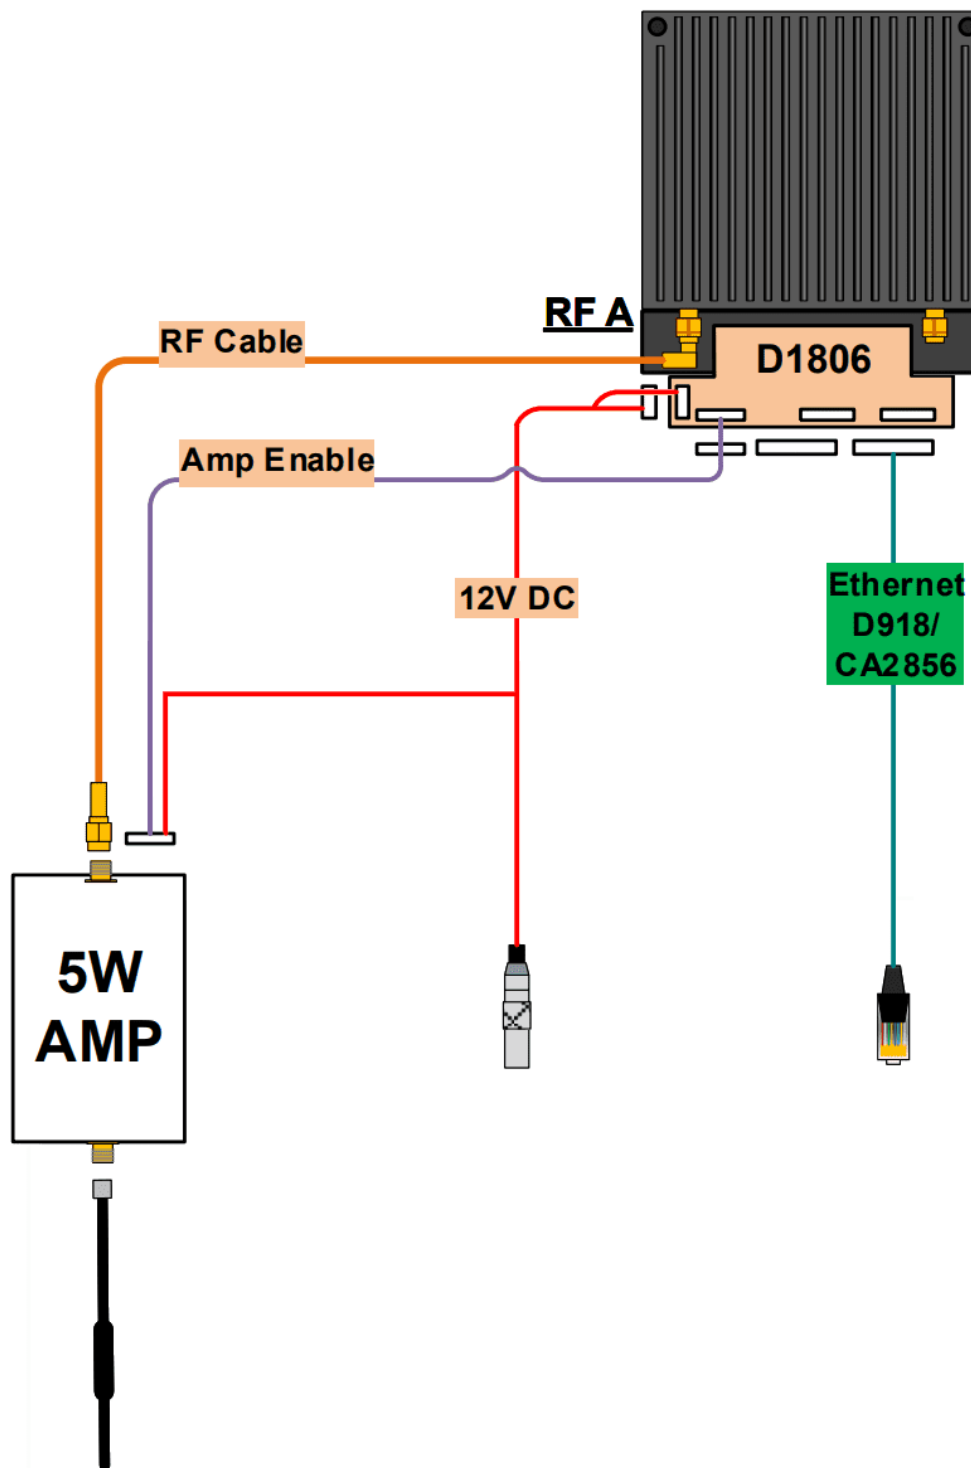 RF A
RF Cable
D1806
Amp Enable
12V DC
Ethernet
D918/
CA2856
5W
AMP